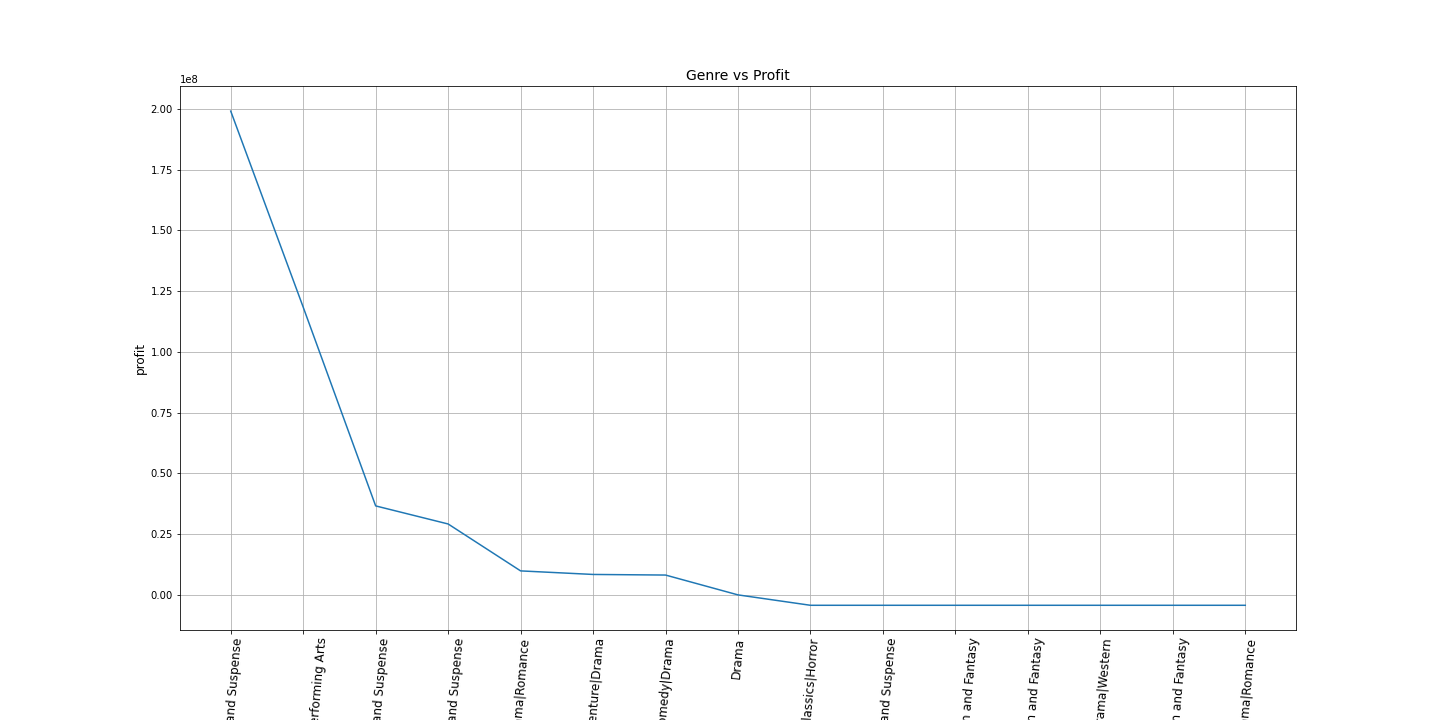 Genre vs Profit
1e8
2.00
1.75
1.50
1.25
1.00
0.75
0.50
0.25
0.00
profit
and Suspense
erforming Arts
and Suspense
and Suspense
ma|Romance
enture|Drama
omedy|Drama
Drama
lassics|Horror
and Suspense
n and Fantasy
n and Fantasy
rama|Western
n and Fantasy
ma|Romance